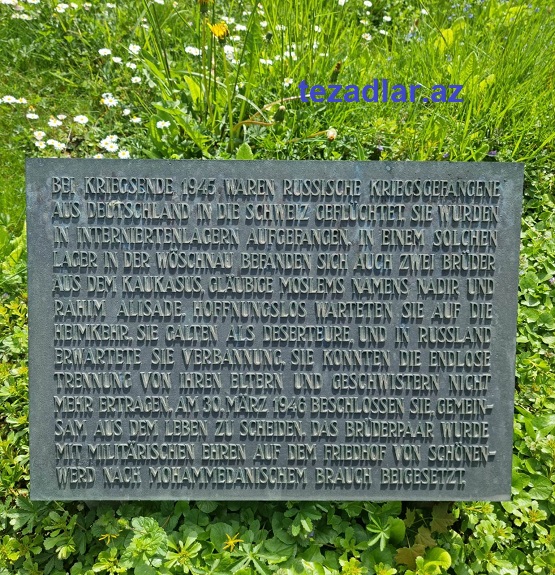 tezadlar.az
BEI KRIEGSENDE 1945 WAREN RUSSISCHE KRIEGSGEFANGENE
AUS DEUTSCHLAND IN DIE SCHWEIZ GEFLÜCHTET. SIE WURDEN
IN INTERNIERTENLAGERN AUFGEFANGEN. IN EINEM SOLCHEN
LAGER IN DER WÖSCHNAU BEFANDEN SICH AUCH ZWEI BRÜDER
AUS DEM KAUKASUS, GLÄUBIGE MOSLEMS NAMENS NADIR UND
RAHIM ALISADE. HOFFNUNGSLOS WARTETEN SIE AUF DIE
HEIMKEHR. SIE GALTEN ALS DESERTEURE, UND IN RUSSLAND
ERWARTETE SIE VERBANNUNG. SIE KONNTEN DIE ENDLOSE
TRENNUNG VON IHREN ELTERN UND GESCHWISTERN NICHT
MEHR ERTRAGEN. AM 30. MÄRZ 1946 BESCHLOSSEN SIE, GEMEIN-
SAM AUS DEM LEBEN ZU SCHEIDEN. DAS BRÜDERPAAR WURDE
MIT MILITÄRISCHEN EHREN AUF DEM FRIEDHOF VON SCHÖNEN-
WERD NACH MOHAMMEDANISCHEM BRAUCH BEIGESETZT